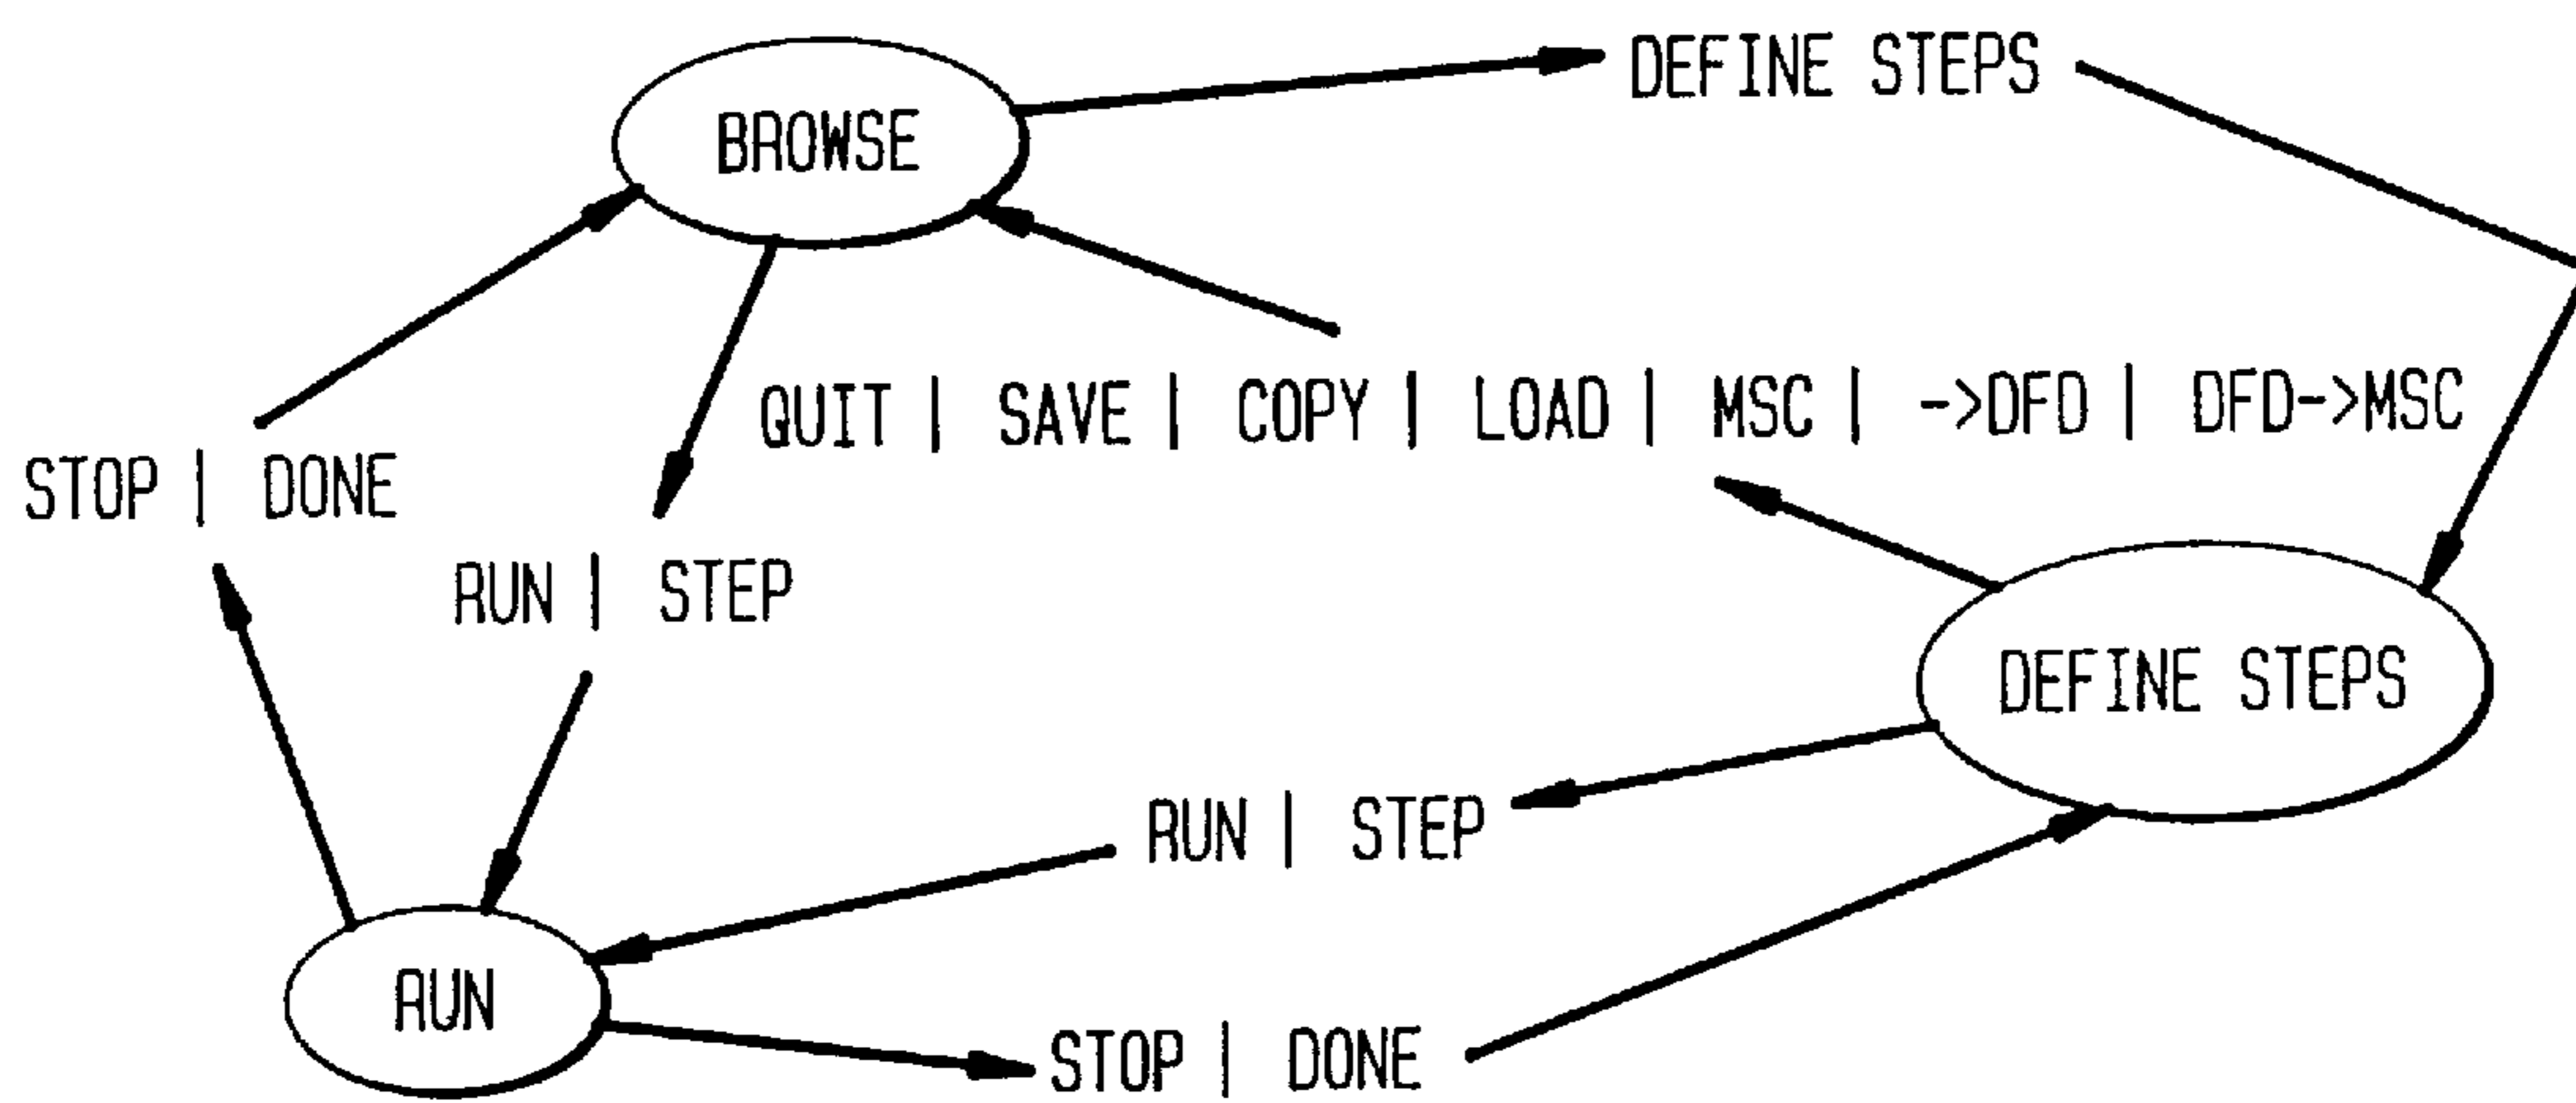 DEFINE STEPS
BROWSE
QUIT | SAVE | COPY | LOAD | MSC | ->DFD | DFD->MSC
STOP | DONE
RUN | STEP
DEFINE STEPS
RUN | STEP
RUN
STOP | DONE